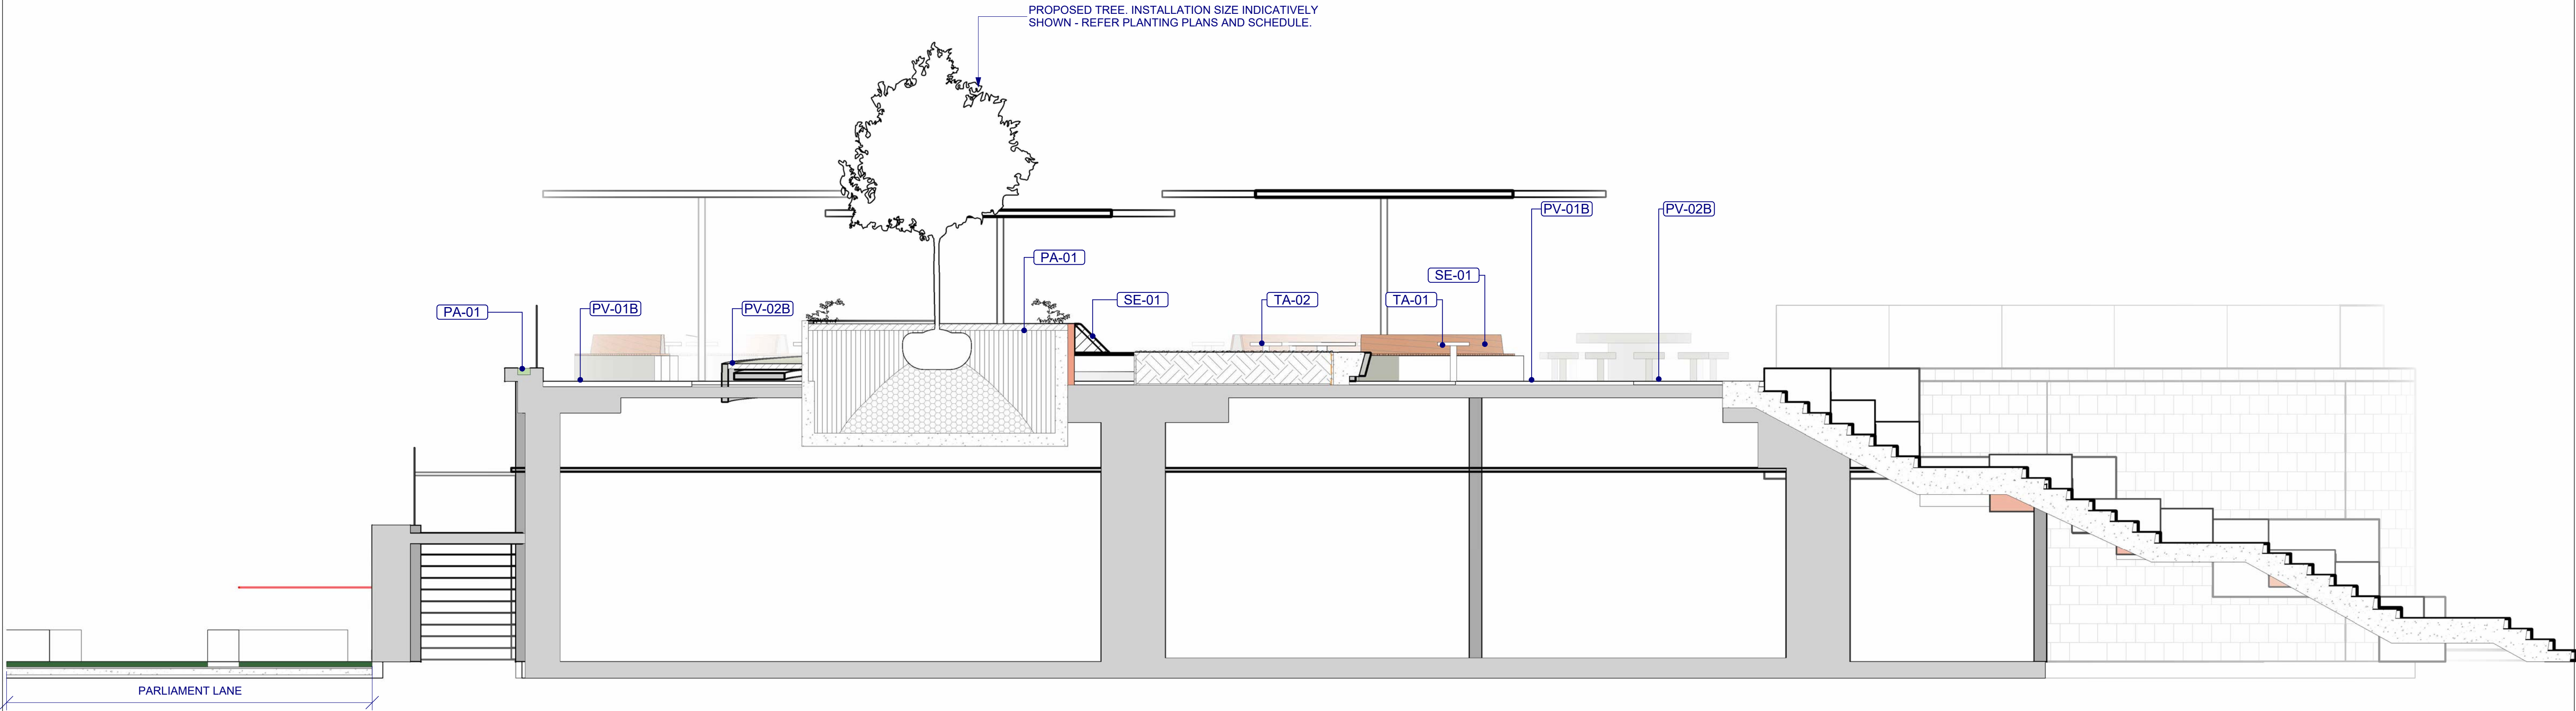 PROPOSED TREE. INSTALLATION SIZE INDICATIVELY
SHOWN - REFER PLANTING PLANS AND SCHEDULE.
PV-01B
PV-02B
PA-01
SE-01
SE-01
TA-02
TA-01
PV-01B
PV-02B
PA-01
PARLIAMENT LANE